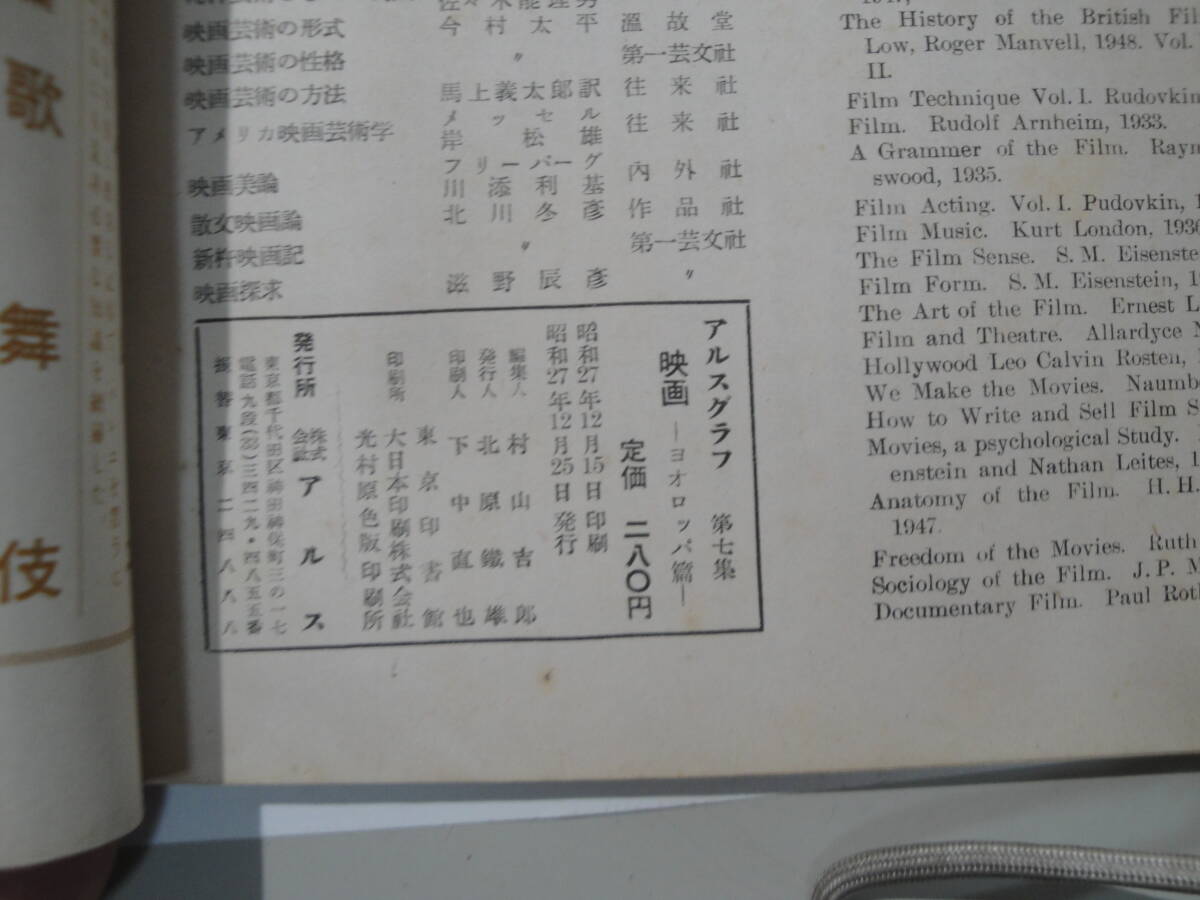 歌舞伎
映画芸術の形式 今村太平 溫故堂
映画芸術の性格 〃 第一芸文社
映画芸術の方法 馬上義太郎訳 往来社
アメリカ映画芸術学 メッセル 岸松雄 往来社
映画美論 フリーバーグ 川添利基 内外社
散文映画論 北川冬彦 作品社
新粋映画記 〃 第一芸文社
映画探求 滋野辰彦 〃
アルスグラフ 第七集
映画 ―ヨオロッパ篇―
定価 二八〇円
昭和27年12月15日印刷
昭和27年12月25日発行
編集人 村山吉郎
発行人 北原鐵雄
印刷人 下中直也
東京印書館
印刷所 大日本印刷株式会社
光村原色版印刷所
発行所 株式会社アルス
東京都千代田区神田神保町三の一七
電話九段(33)三四二九・四八五五番
振替東京二四八八八
The History of the British Fil
Low, Roger Manvell, 1948. Vol.
II.
Film Technique Vol. I. Rudovkin
Film. Rudolf Arnheim, 1933.
A Grammer of the Film. Raym
swood, 1935.
Film Acting. Vol. I. Pudovkin, 1
Film Music. Kurt London, 1936
The Film Sense. S. M. Eisenste
Film Form. S. M. Eisenstein, 1
The Art of the Film. Ernest L
Film and Theatre. Allardyce N
Hollywood Leo Calvin Rosten,
We Make the Movies. Naumb
How to Write and Sell Film S
Movies, a psychological Study.
enstein and Nathan Leites, 1
Anatomy of the Film. H. H.
1947.
Freedom of the Movies. Ruth
Sociology of the Film. J. P. M
Documentary Film. Paul Roth